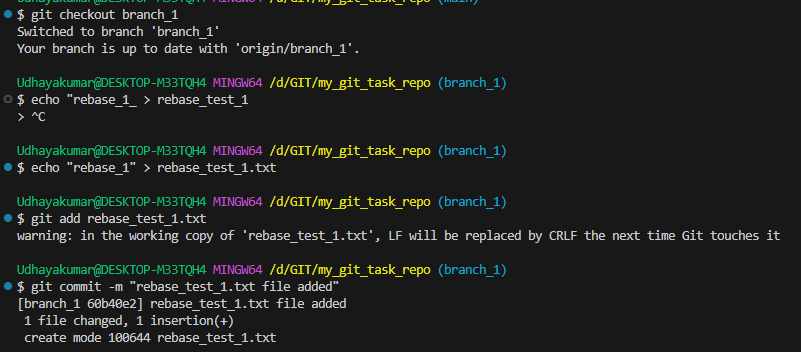 (main)
$ git checkout branch_1
Switched to branch 'branch_1'
Your branch is up to date with 'origin/branch_1'.
Udhayakumar@DESKTOP-M33TQH4 MINGW64 /d/GIT/my_git_task_repo (branch_1)
$ echo "rebase_1_ > rebase_test_1
> ^C
Udhayakumar@DESKTOP-M33TQH4 MINGW64 /d/GIT/my_git_task_repo (branch_1)
$ echo "rebase_1" > rebase_test_1.txt
Udhayakumar@DESKTOP-M33TQH4 MINGW64 /d/GIT/my_git_task_repo (branch_1)
$ git add rebase_test_1.txt
warning: in the working copy of 'rebase_test_1.txt', LF will be replaced by CRLF the next time Git touches it
Udhayakumar@DESKTOP-M33TQH4 MINGW64 /d/GIT/my_git_task_repo (branch_1)
$ git commit -m "rebase_test_1.txt file added"
[branch_1 60b40e2] rebase_test_1.txt file added
 1 file changed, 1 insertion(+)
 create mode 100644 rebase_test_1.txt